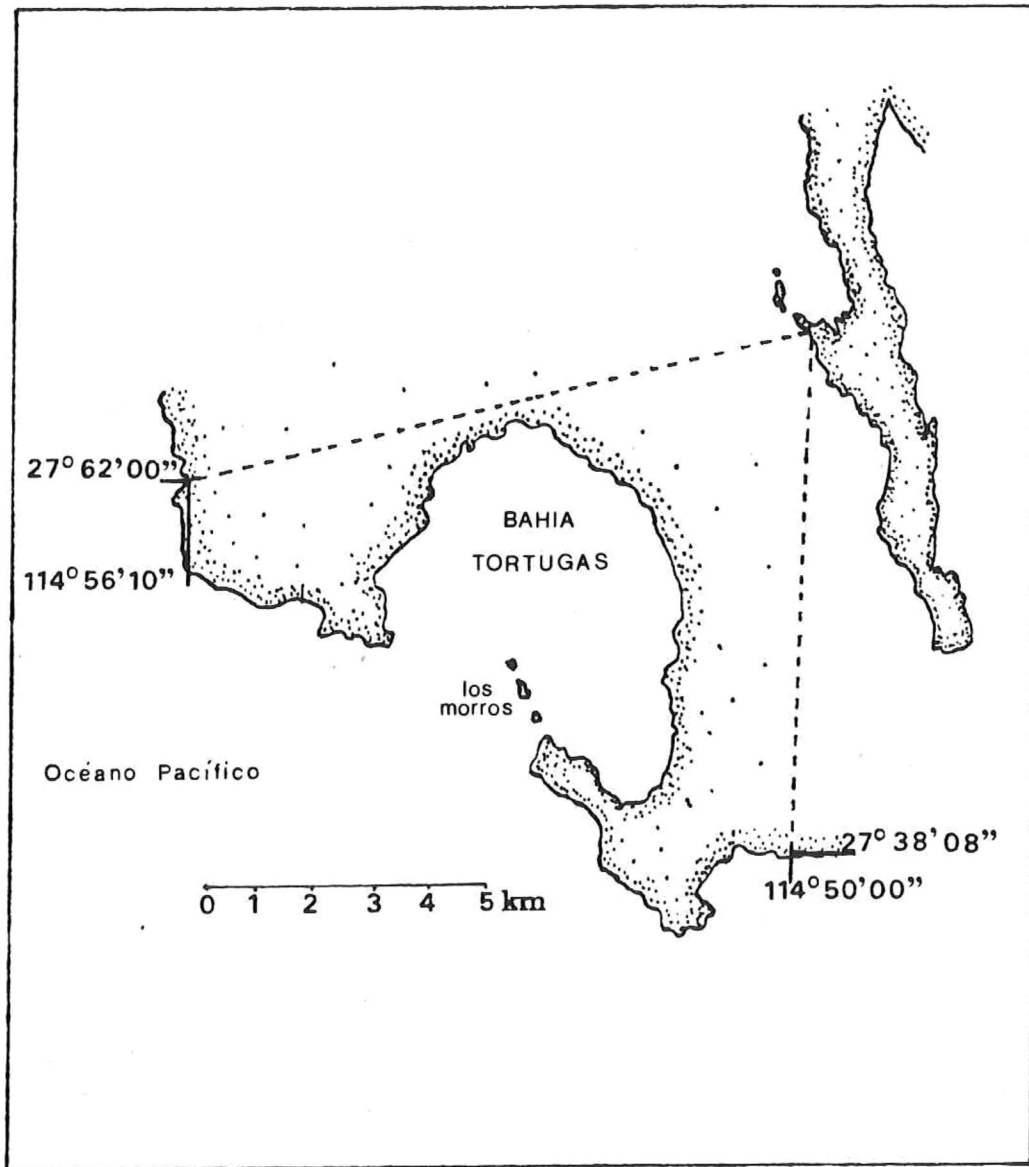 27° 62'00"
114° 56'10"
BAHIA
TORTUGAS
los
morros
Océano Pacífico
27° 38'08"
114° 50'00"
0 1 2 3 4 5 km